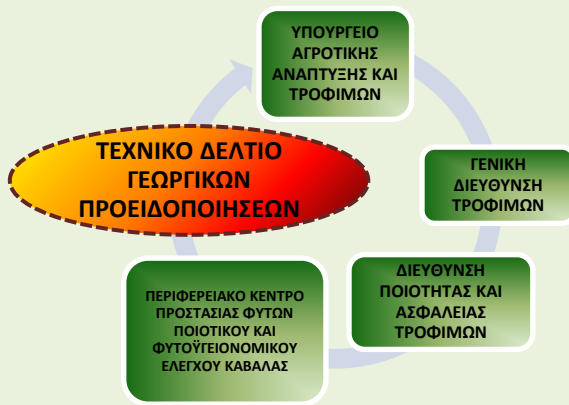 ΥΠΟΥΡΓΕΙΟ
ΑΓΡΟΤΙΚΗΣ
ΑΝΑΠΤΥΞΗΣ ΚΑΙ
ΤΡΟΦΙΜΩΝ
ΤΕΧΝΙΚΟ ΔΕΛΤΙΟ
ΓΕΩΡΓΙΚΩΝ
ΠΡΟΕΙΔΟΠΟΙΗΣΕΩΝ
ΓΕΝΙΚΗ
ΔΙΕΥΘΥΝΣΗ
ΤΡΟΦΙΜΩΝ
ΔΙΕΥΘΥΝΣΗ
ΠΟΙΟΤΗΤΑΣ ΚΑΙ
ΑΣΦΑΛΕΙΑΣ
ΤΡΟΦΙΜΩΝ
ΠΕΡΙΦΕΡΕΙΑΚΟ ΚΕΝΤΡΟ
ΠΡΟΣΤΑΣΙΑΣ ΦΥΤΩΝ
ΠΟΙΟΤΙΚΟΥ ΚΑΙ
ΦΥΤΟΫΓΕΙΟΝΟΜΙΚΟΥ
ΕΛΕΓΧΟΥ ΚΑΒΑΛΑΣ